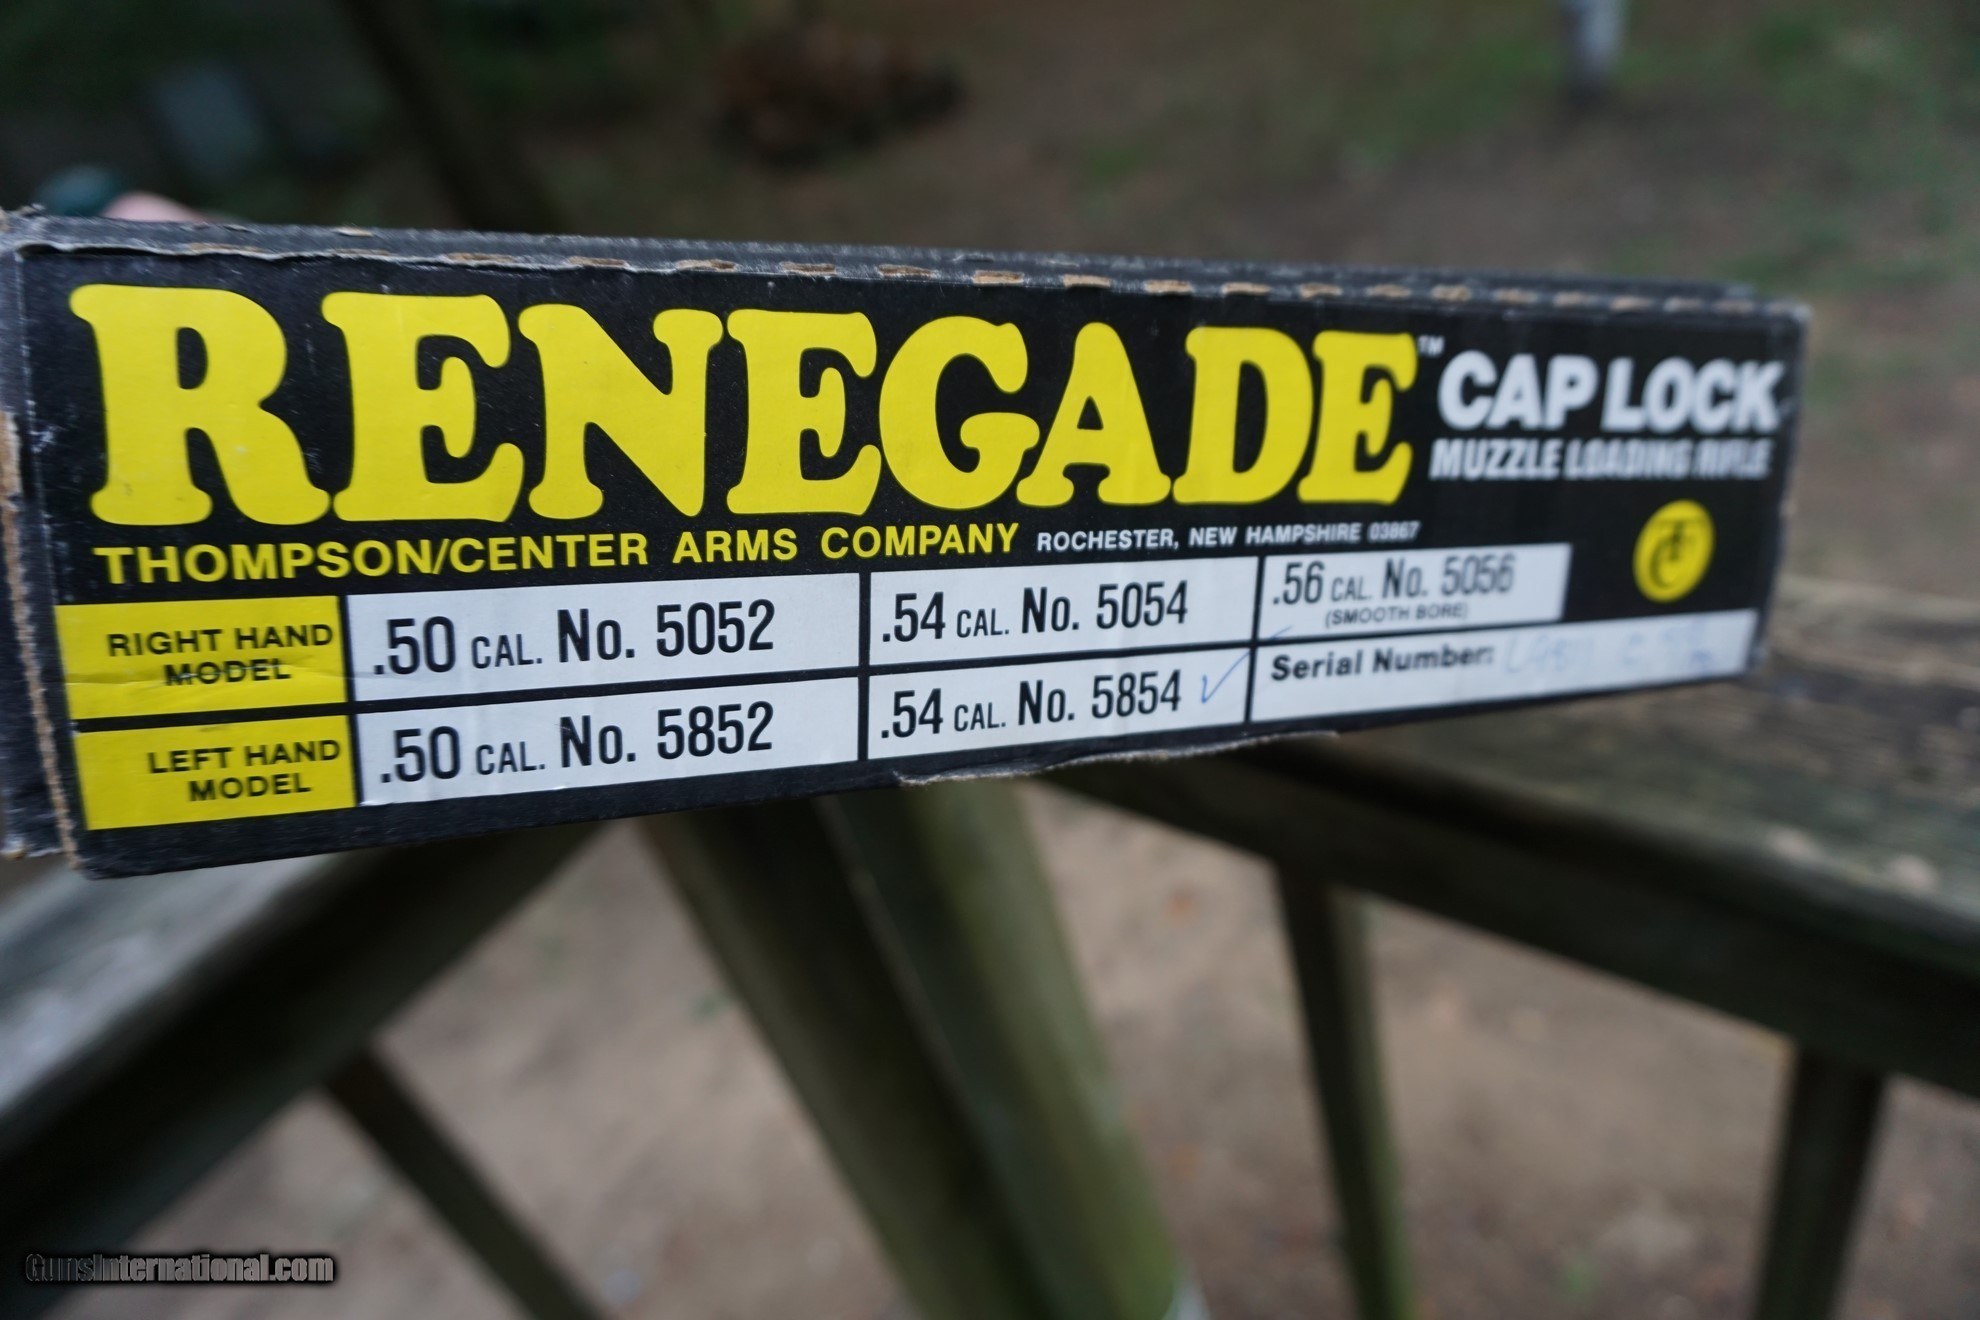 RENEGADE™
CAP LOCK
MUZZLE LOADING RIFLE
THOMPSON/CENTER ARMS COMPANY ROCHESTER, NEW HAMPSHIRE 03867
RIGHT HAND
MODEL
.50 CAL. No. 5052
.54 CAL. No. 5054
.56 CAL. No. 5056
(SMOOTH BORE)
LEFT HAND
MODEL
.50 CAL. No. 5852
.54 CAL. No. 5854 ✓
Serial Number:
GunsInternational.com